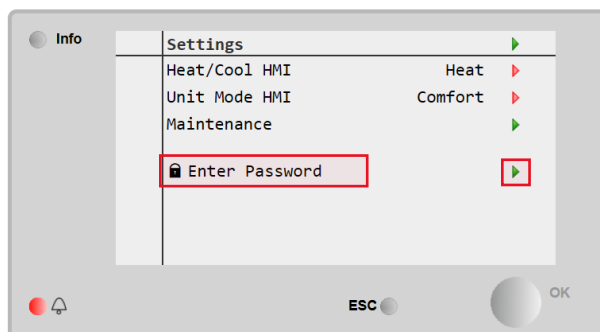 Info
Settings
Heat/Cool HMI Heat
Unit Mode HMI Comfort
Maintenance
Enter Password
ESC
OK